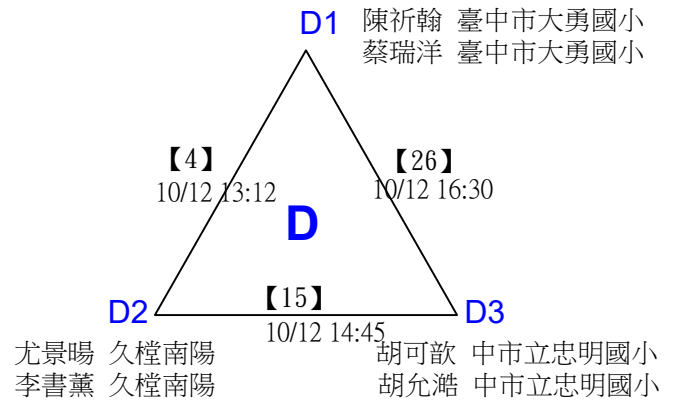 D1
陳祈翰 臺中市大勇國小
蔡瑞洋 臺中市大勇國小
【4】
10/12 13:12
【26】
10/12 16:30
D
D2
【15】
10/12 14:45
D3
尤景暘 久樘南陽
李書薰 久樘南陽
胡可歆 中市立忠明國小
胡允澔 中市立忠明國小